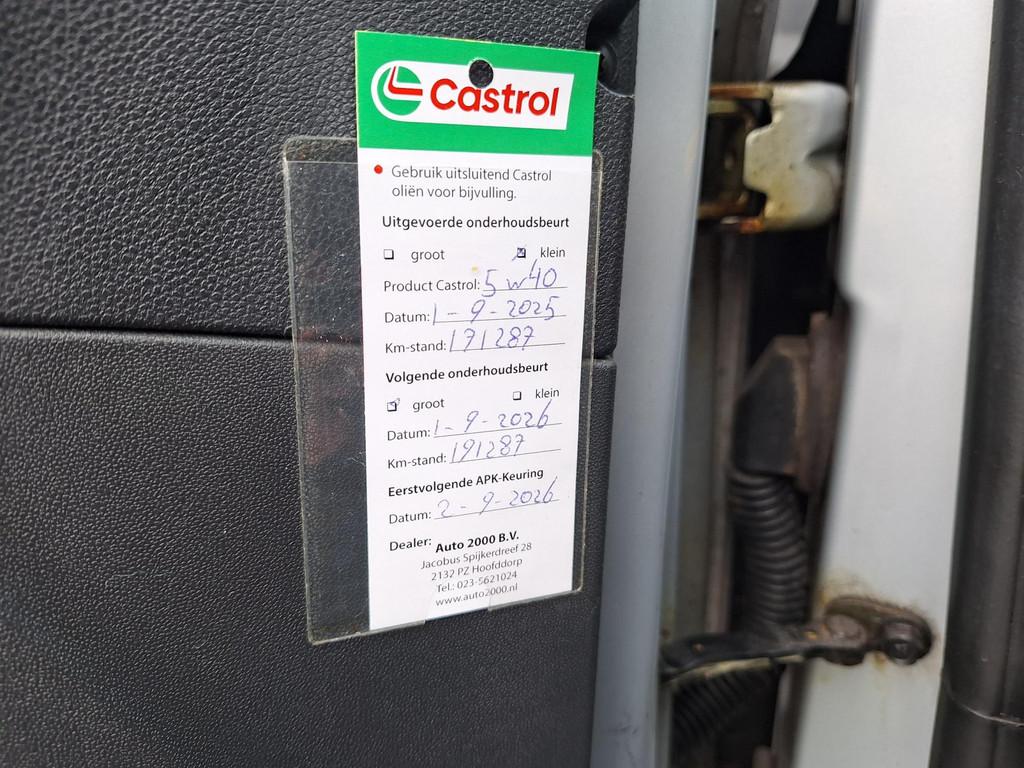 Castrol
Gebruik uitsluitend Castrol
oliën voor bijvulling.
Uitgevoerde onderhoudsbeurt
groot klein
Product Castrol: 5w40
Datum: 1-9-2025
Km-stand: 171287
Volgende onderhoudsbeurt
groot klein
Datum: 1-9-2026
Km-stand: 191287
Eerstvolgende APK-Keuring
Datum: 2-9-2026
Dealer: Auto 2000 B.V.
Jacobus Spijkerdreef 28
2132 PZ Hoofddorp
Tel.: 023-5621024
www.auto2000.nl